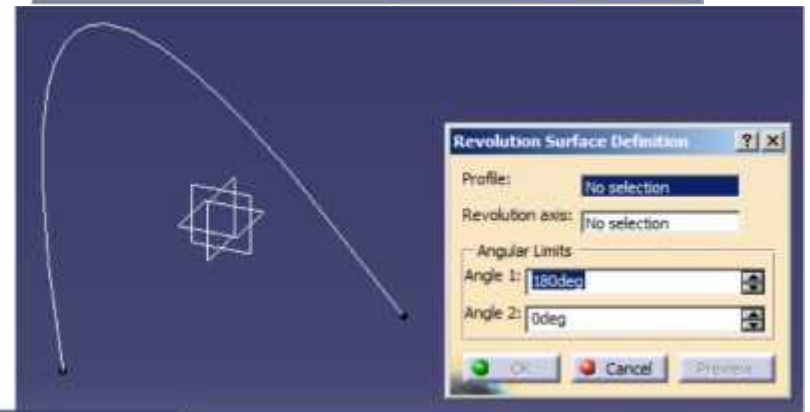 Revolution Surface Definition ? X
Profile: No selection
Revolution axis: No selection
Angular Limits
Angle 1: 180deg
Angle 2: 0deg
OK Cancel Preview